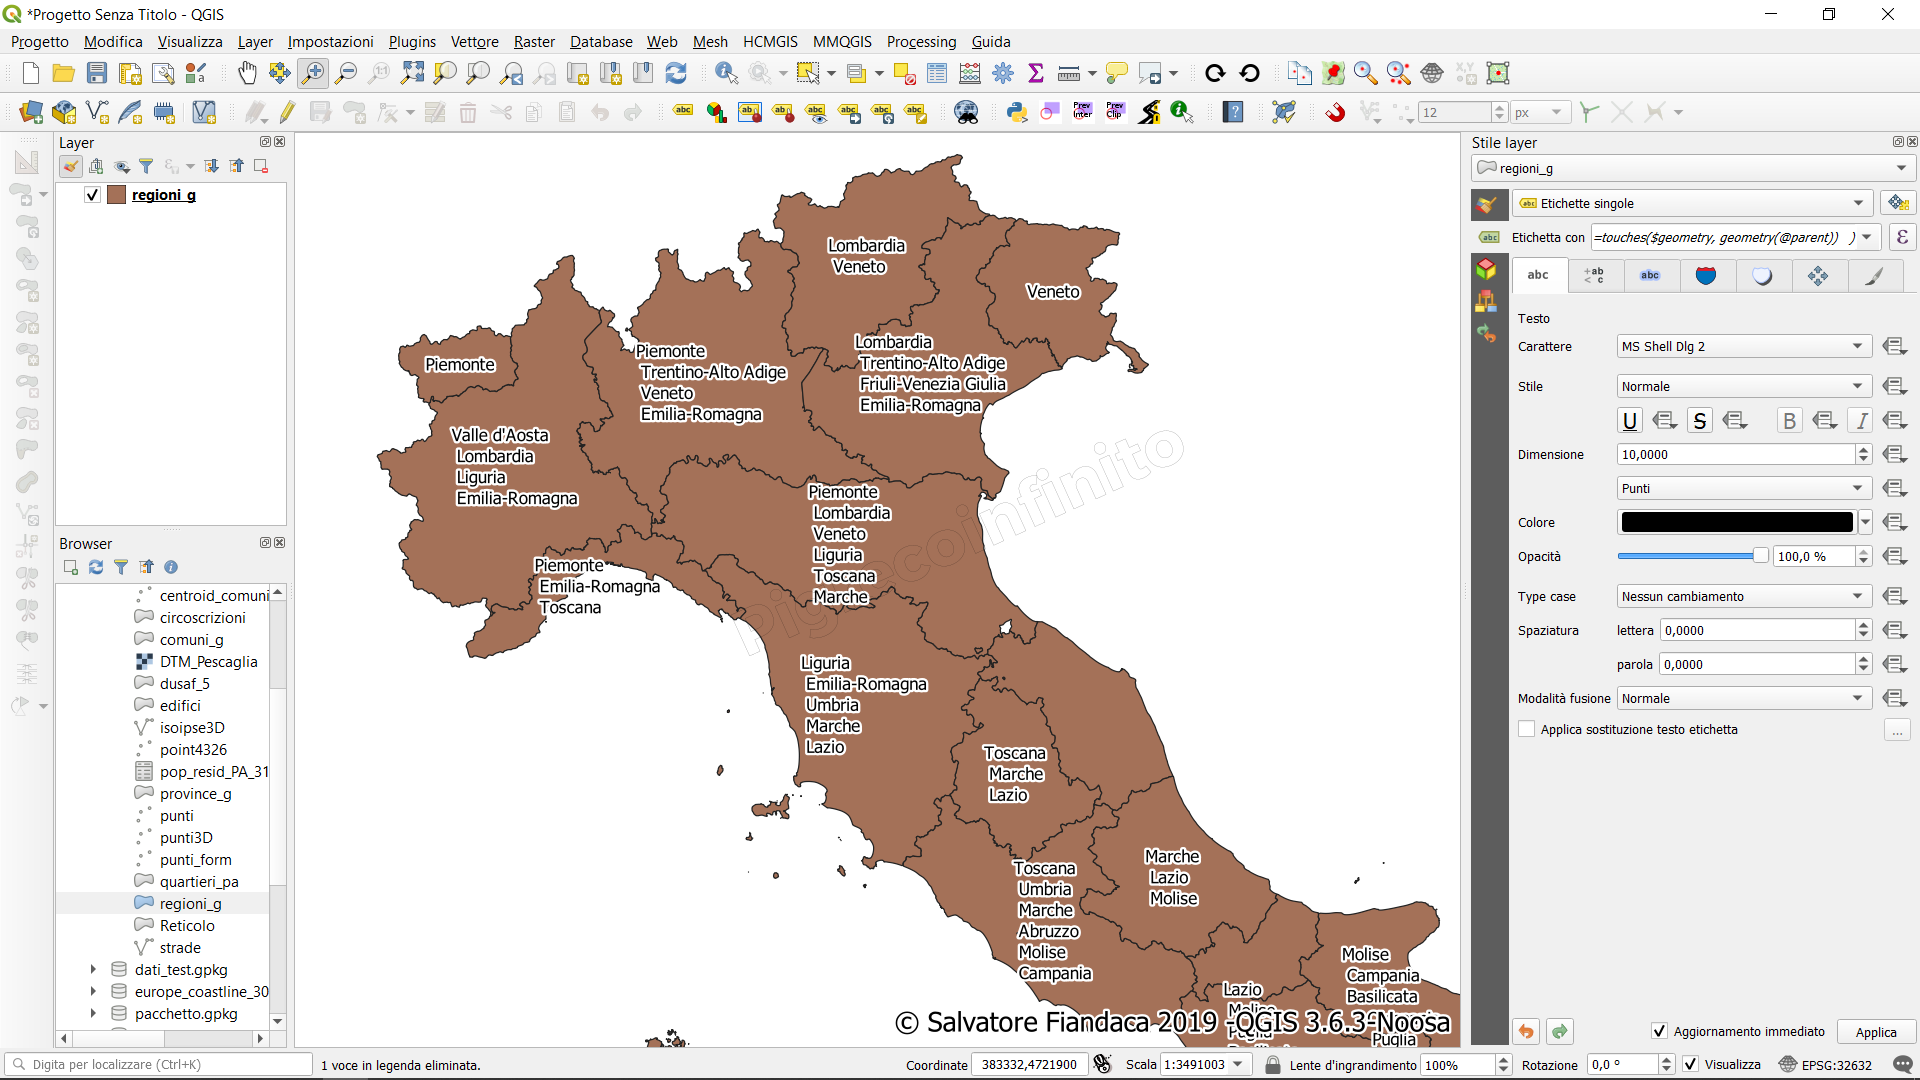 *Progetto Senza Titolo - QGIS
Progetto Modifica Visualizza Layer Impostazioni Plugins Vettore Raster Database Web Mesh HCMGIS MMQGIS Processing Guida
12 px
Layer
regioni_g
Browser
centroid_comuni
circoscrizioni
comuni_g
DTM_Pescaglia
dusaf_5
edifici
isoipse3D
point4326
pop_resid_PA_31
province_g
punti
punti3D
punti_form
quartieri_pa
regioni_g
Reticolo
strade
dati_test.gpkg
europe_coastline_30
pacchetto.gpkg
Lombardia
Veneto
Veneto
Piemonte
Piemonte
Trentino-Alto Adige
Veneto
Emilia-Romagna
Lombardia
Trentino-Alto Adige
Friuli-Venezia Giulia
Emilia-Romagna
Valle d'Aosta
Lombardia
Liguria
Emilia-Romagna
Piemonte
Lombardia
Veneto
Liguria
Toscana
Marche
Piemonte
Emilia-Romagna
Toscana
Liguria
Emilia-Romagna
Umbria
Marche
Lazio
Toscana
Marche
Lazio
Toscana
Umbria
Marche
Abruzzo
Molise
Campania
Marche
Lazio
Molise
Molise
Campania
Basilicata
Puglia
Lazio
Molise
Puglia
pigrecoinfinito
© Salvatore Fiandaca 2019 -QGIS 3.6.3-Noosa
Stile layer
regioni_g
Etichette singole
Etichetta con =touches($geometry, geometry(@parent)) )
Testo
Carattere MS Shell Dlg 2
Stile Normale
U S B I
Dimensione 10,0000
Punti
Colore
Opacità 100,0 %
Type case Nessun cambiamento
Spaziatura lettera 0,0000
parola 0,0000
Modalità fusione Normale
Applica sostituzione testo etichetta ...
Aggiornamento immediato Applica
Digita per localizzare (Ctrl+K) 1 voce in legenda eliminata. Coordinate 383332,4721900 Scala 1:3491003 Lente d'ingrandimento 100% Rotazione 0,0 ° Visualizza EPSG:32632